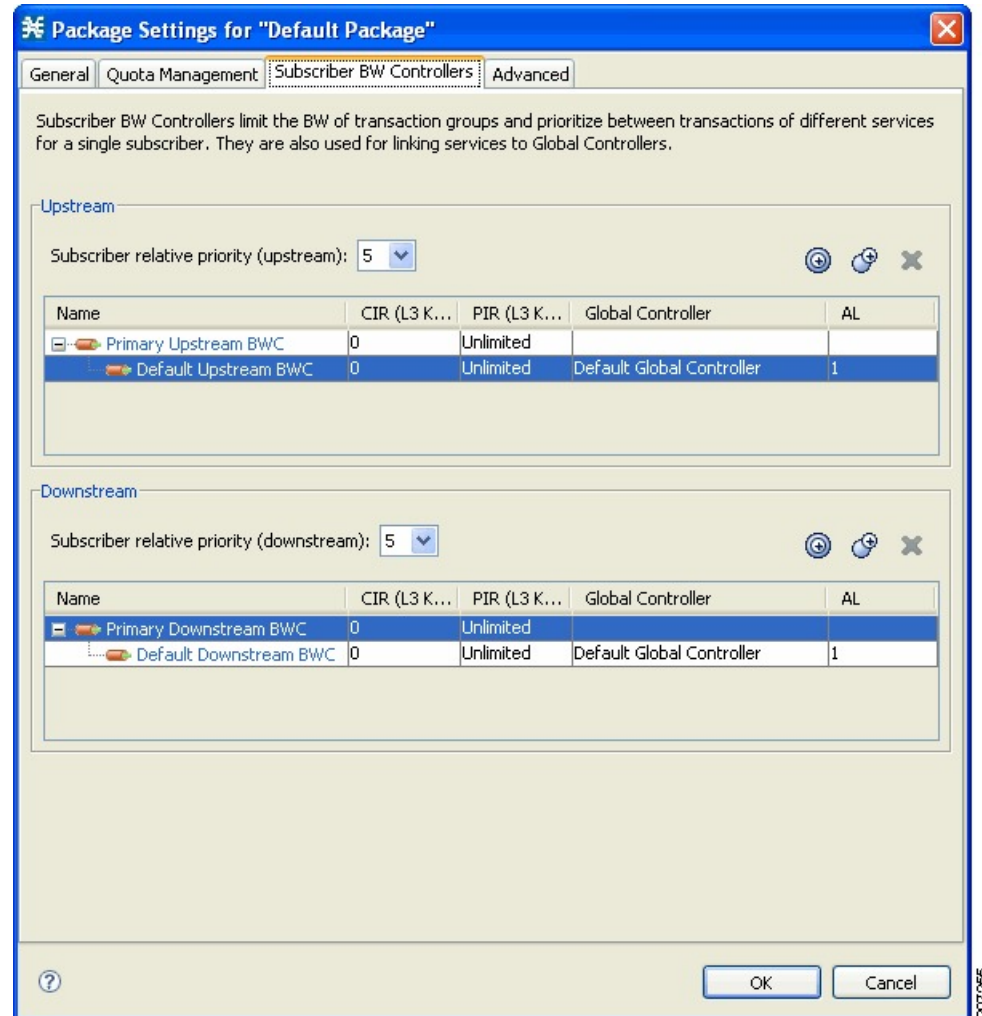 Package Settings for "Default Package"
General Quota Management Subscriber BW Controllers Advanced
Subscriber BW Controllers limit the BW of transaction groups and prioritize between transactions of different services
for a single subscriber. They are also used for linking services to Global Controllers.
Upstream
Subscriber relative priority (upstream): 5
Name CIR (L3 K... PIR (L3 K... Global Controller AL
Primary Upstream BWC 0 Unlimited
Default Upstream BWC 0 Unlimited Default Global Controller 1
Downstream
Subscriber relative priority (downstream): 5
Name CIR (L3 K... PIR (L3 K... Global Controller AL
Primary Downstream BWC 0 Unlimited
Default Downstream BWC 0 Unlimited Default Global Controller 1
? OK Cancel